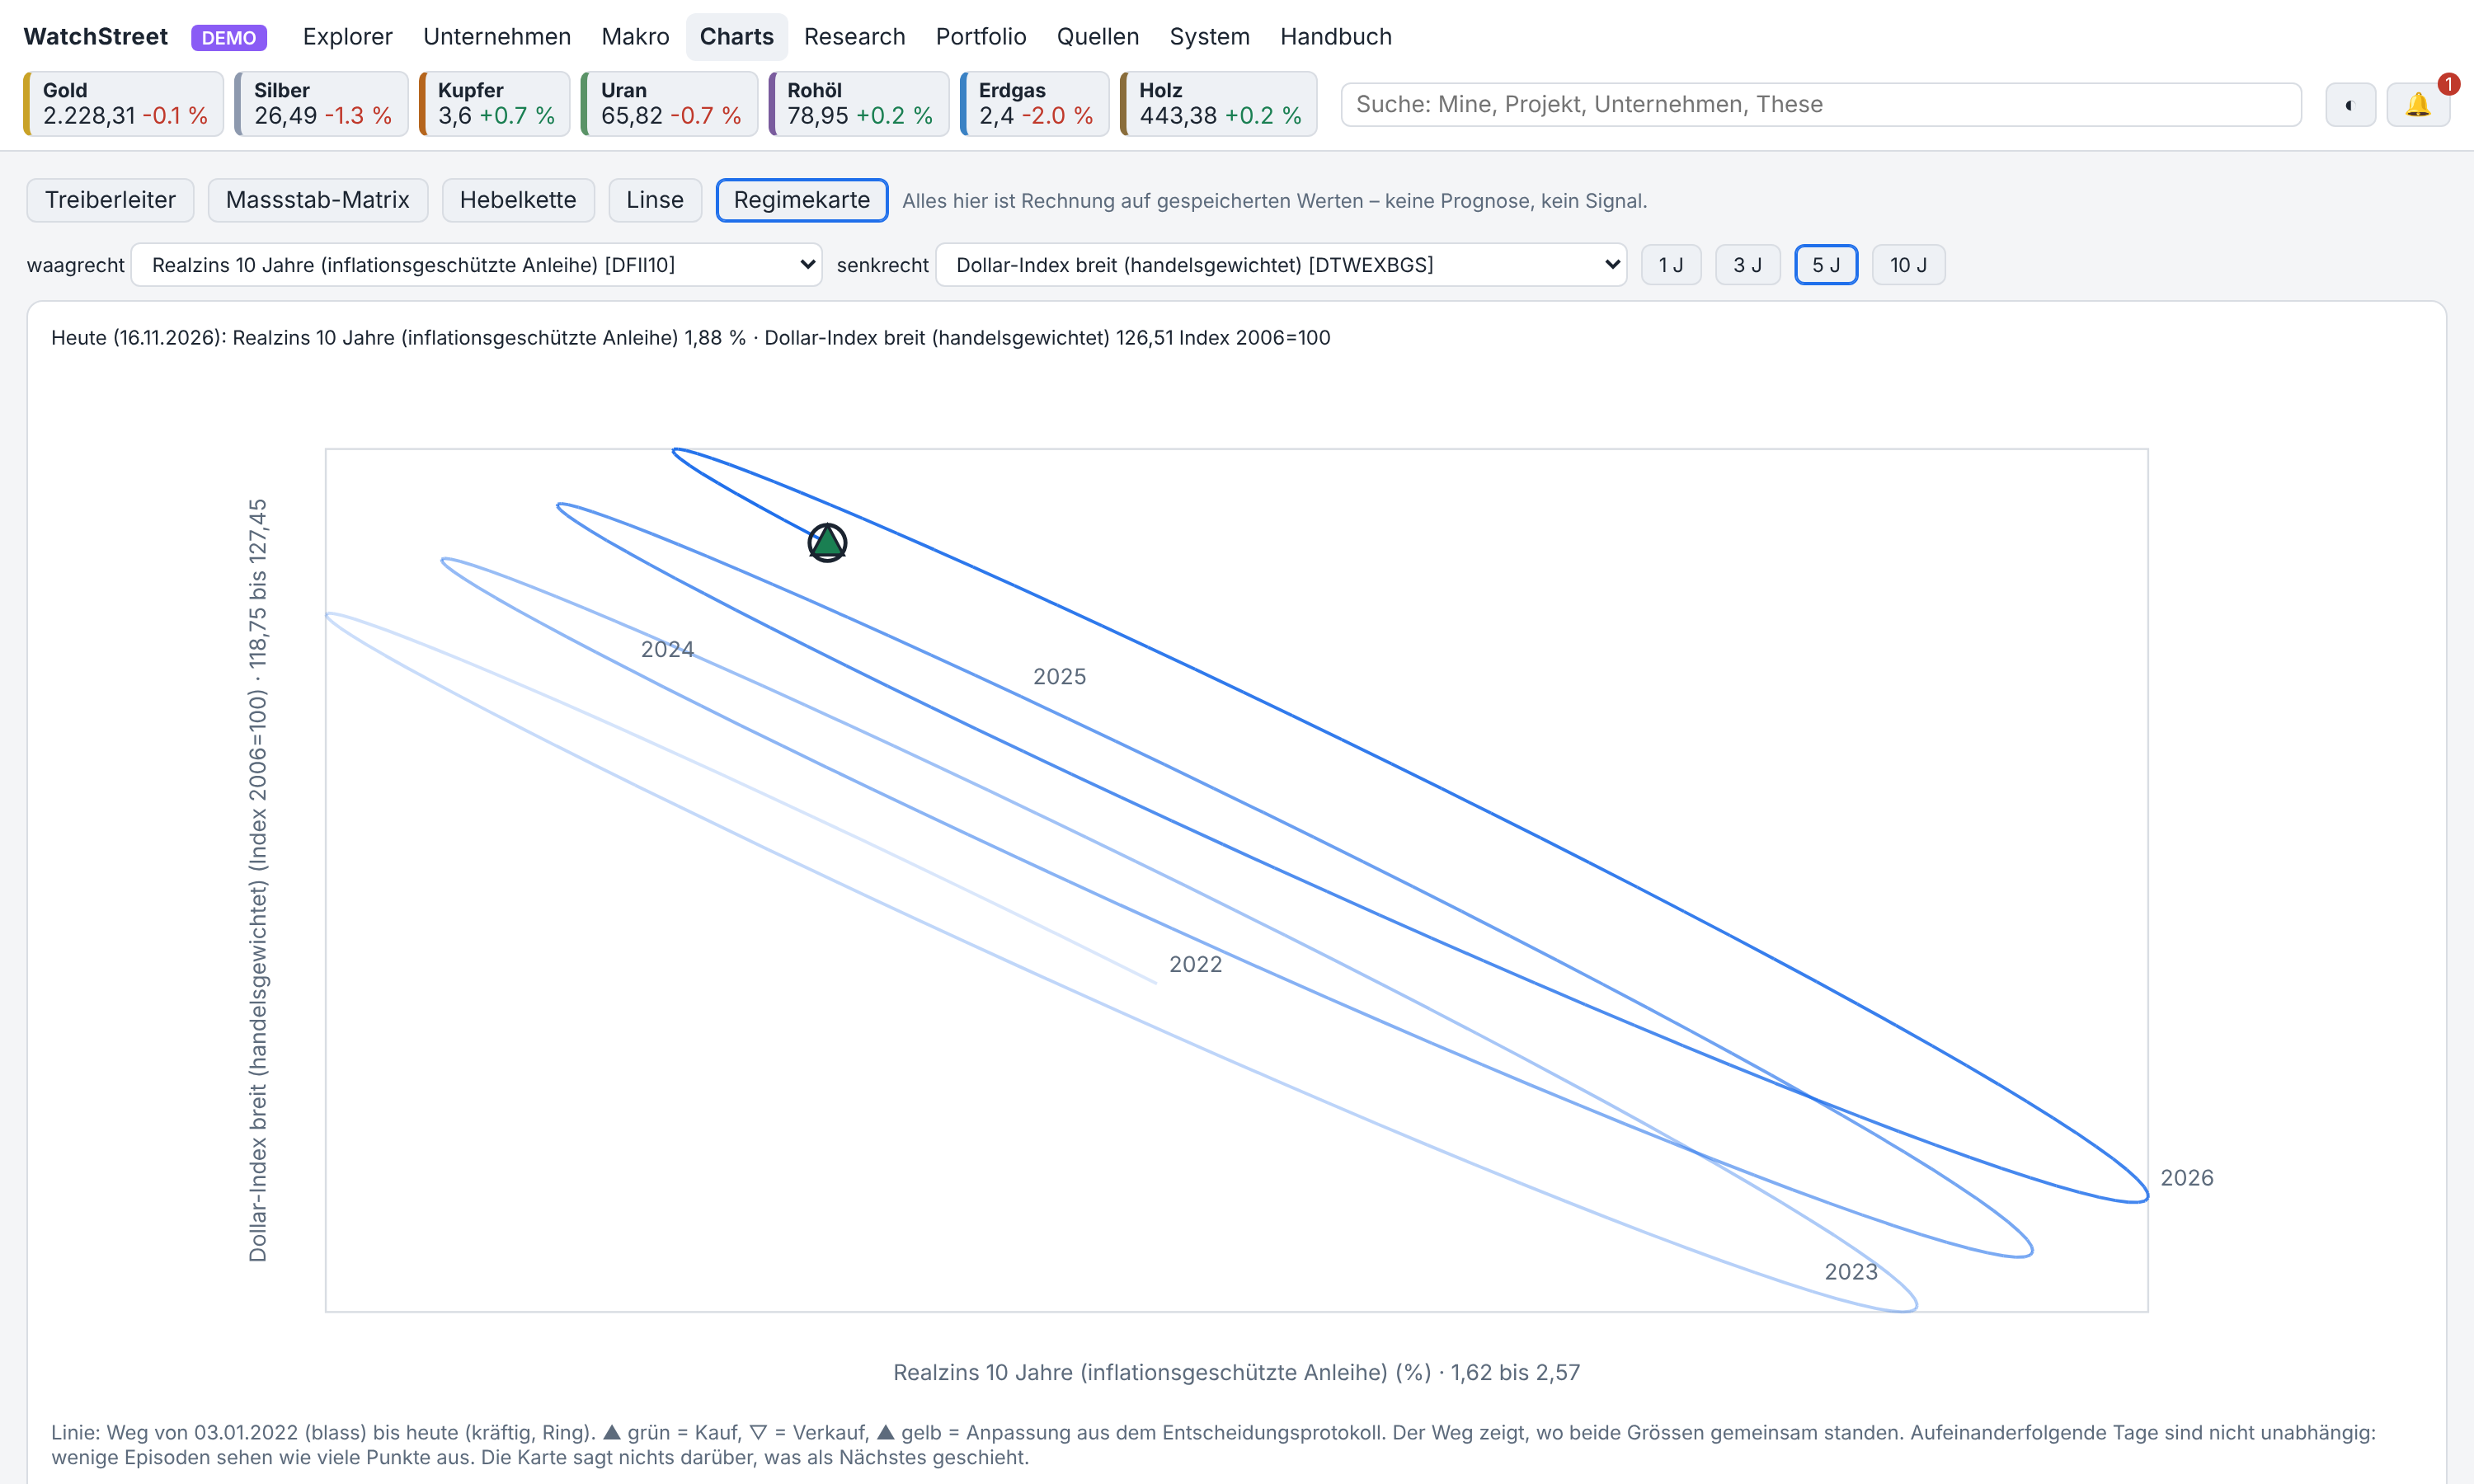 WatchStreet DEMO Explorer Unternehmen Makro Charts Research Portfolio Quellen System Handbuch
Gold 2.228,31 -0.1 %
Silber 26,49 -1.3 %
Kupfer 3,6 +0.7 %
Uran 65,82 -0.7 %
Rohöl 78,95 +0.2 %
Erdgas 2,4 -2.0 %
Holz 443,38 +0.2 %
Suche: Mine, Projekt, Unternehmen, These
1
Treiberleiter Massstab-Matrix Hebelkette Linse Regimekarte Alles hier ist Rechnung auf gespeicherten Werten – keine Prognose, kein Signal.
waagrecht Realzins 10 Jahre (inflationsgeschützte Anleihe) [DFII10] senkrecht Dollar-Index breit (handelsgewichtet) [DTWEXBGS] 1 J 3 J 5 J 10 J
Heute (16.11.2026): Realzins 10 Jahre (inflationsgeschützte Anleihe) 1,88 % · Dollar-Index breit (handelsgewichtet) 126,51 Index 2006=100
Dollar-Index breit (handelsgewichtet) (Index 2006=100) · 118,75 bis 127,45
2024
2025
2022
2026
2023
Realzins 10 Jahre (inflationsgeschützte Anleihe) (%) · 1,62 bis 2,57
Linie: Weg von 03.01.2022 (blass) bis heute (kräftig, Ring). ▲ grün = Kauf, ▽ = Verkauf, ▲ gelb = Anpassung aus dem Entscheidungsprotokoll. Der Weg zeigt, wo beide Grössen gemeinsam standen. Aufeinanderfolgende Tage sind nicht unabhängig:
wenige Episoden sehen wie viele Punkte aus. Die Karte sagt nichts darüber, was als Nächstes geschieht.